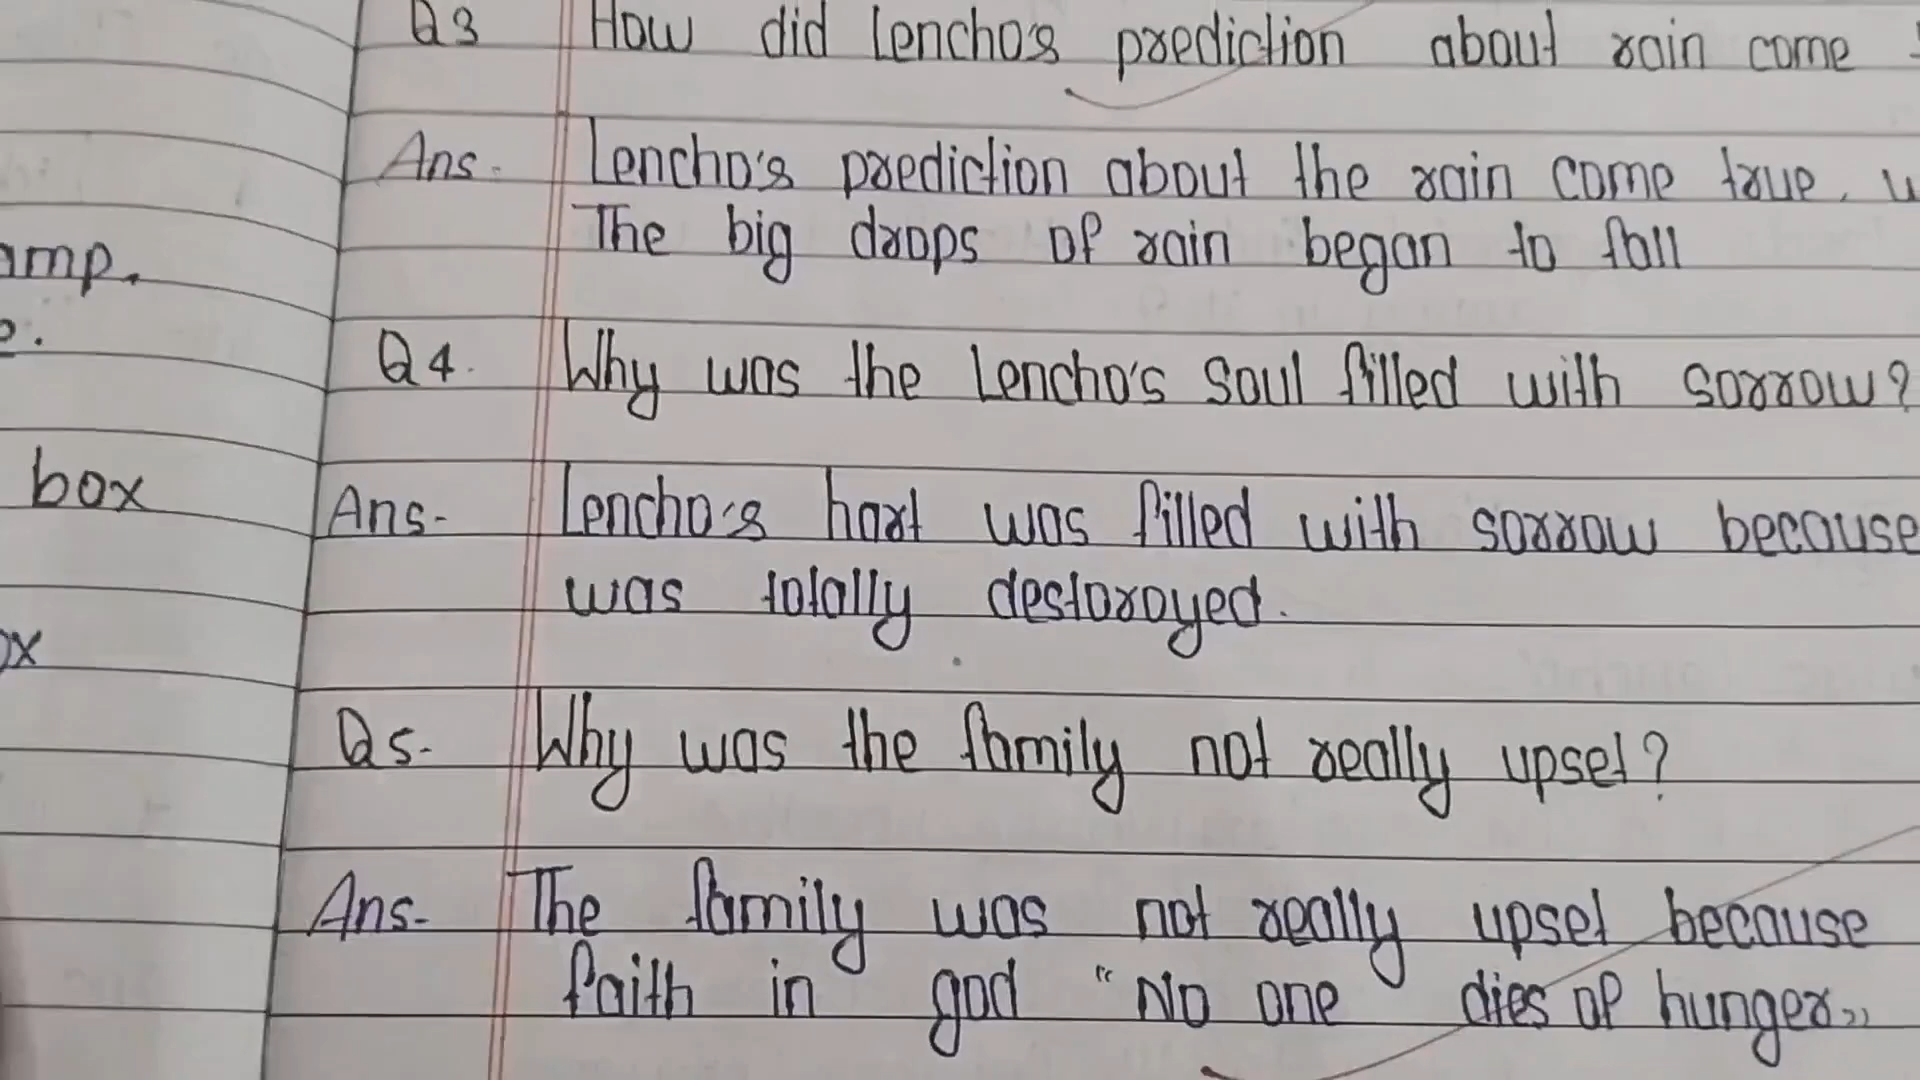 amp.
box
Q3 How did Lencho's prediction about rain come
Ans. Lencho's prediction about the rain come true,
The big drops of rain began to fall
Q4. Why was the Lencho's soul filled with sorrow?
Ans- Lencho's hart was filled with sorrow because
was totally destoroyed.
Q5- Why was the family not really upset?
Ans- The family was not really upset because
faith in god "No one dies of hunger"